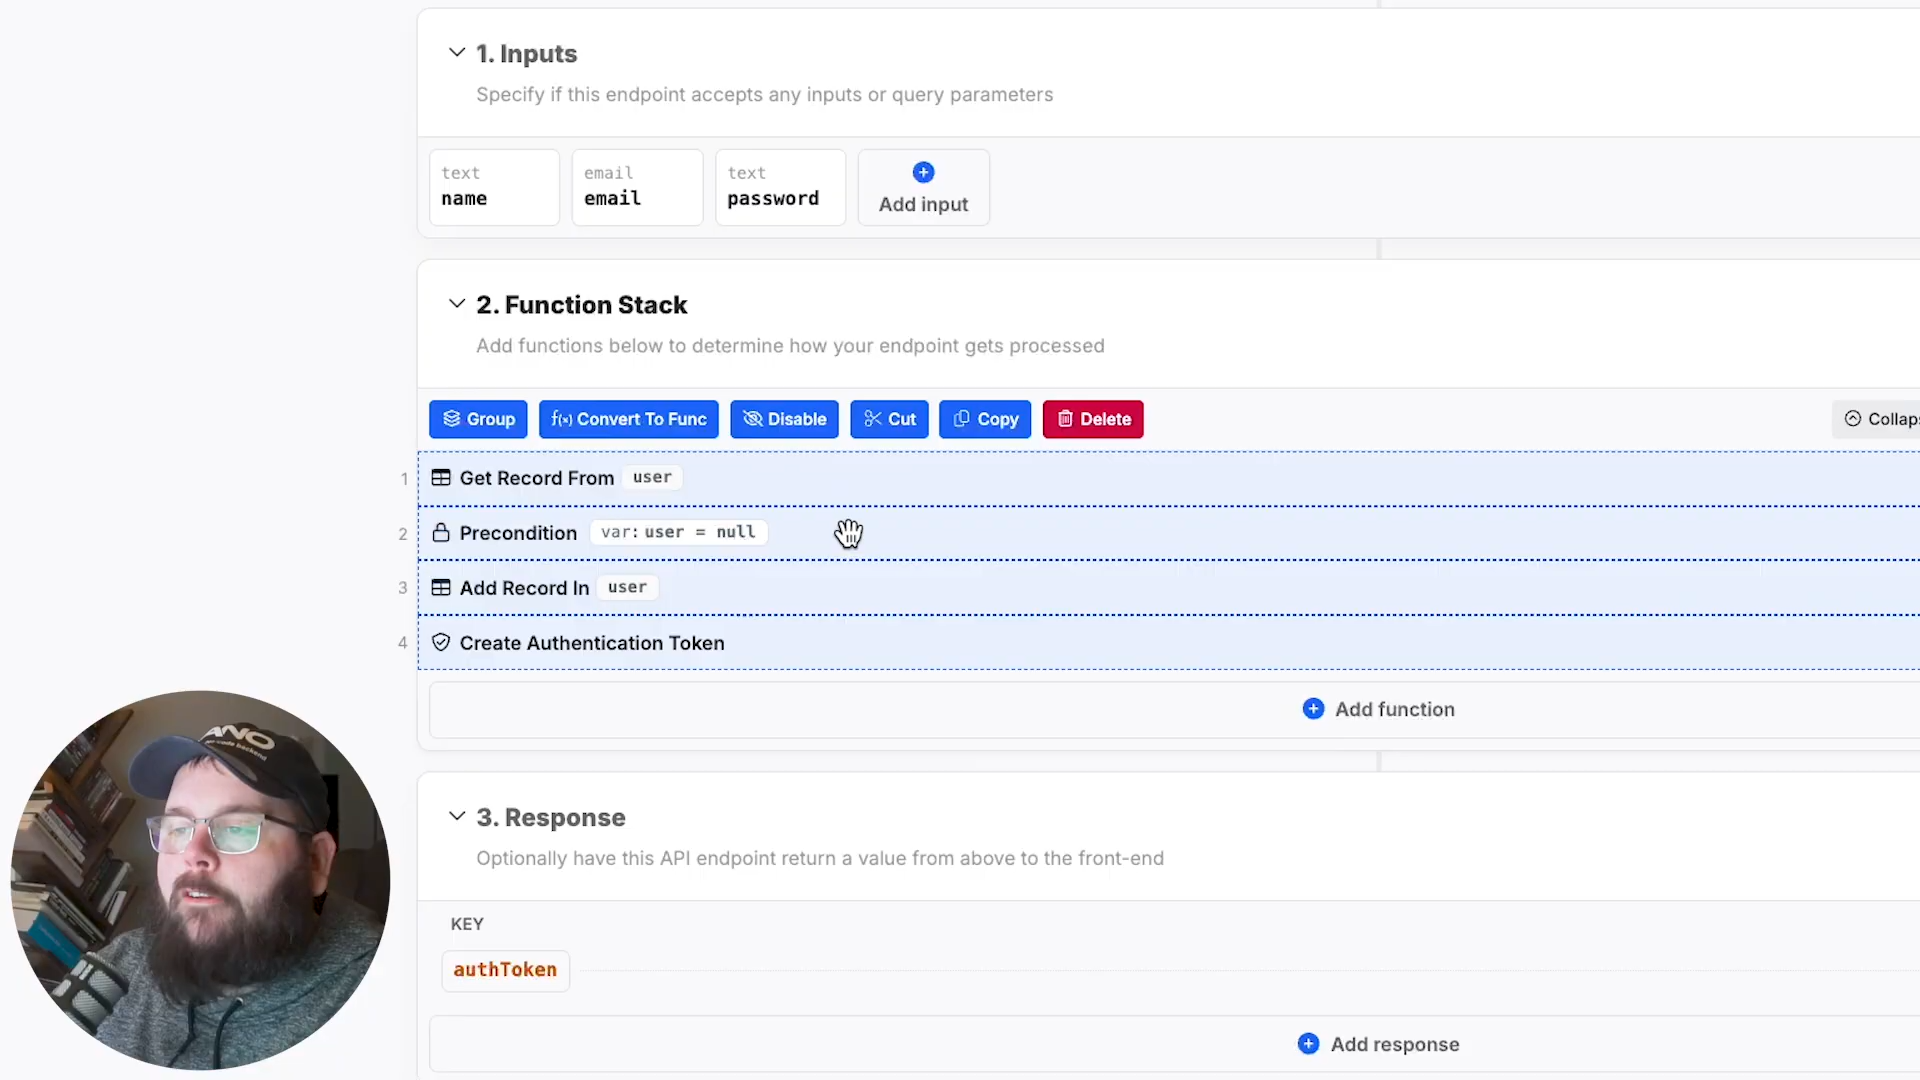 1. Inputs
Specify if this endpoint accepts any inputs or query parameters
text
name
email
email
text
password
Add input
2. Function Stack
Add functions below to determine how your endpoint gets processed
Group
f(x) Convert To Func
Disable
Cut
Copy
Delete
Collaps
1 Get Record From user
2 Precondition var: user = null
3 Add Record In user
4 Create Authentication Token
Add function
3. Response
Optionally have this API endpoint return a value from above to the front-end
KEY
authToken
Add response
ANO
code backend